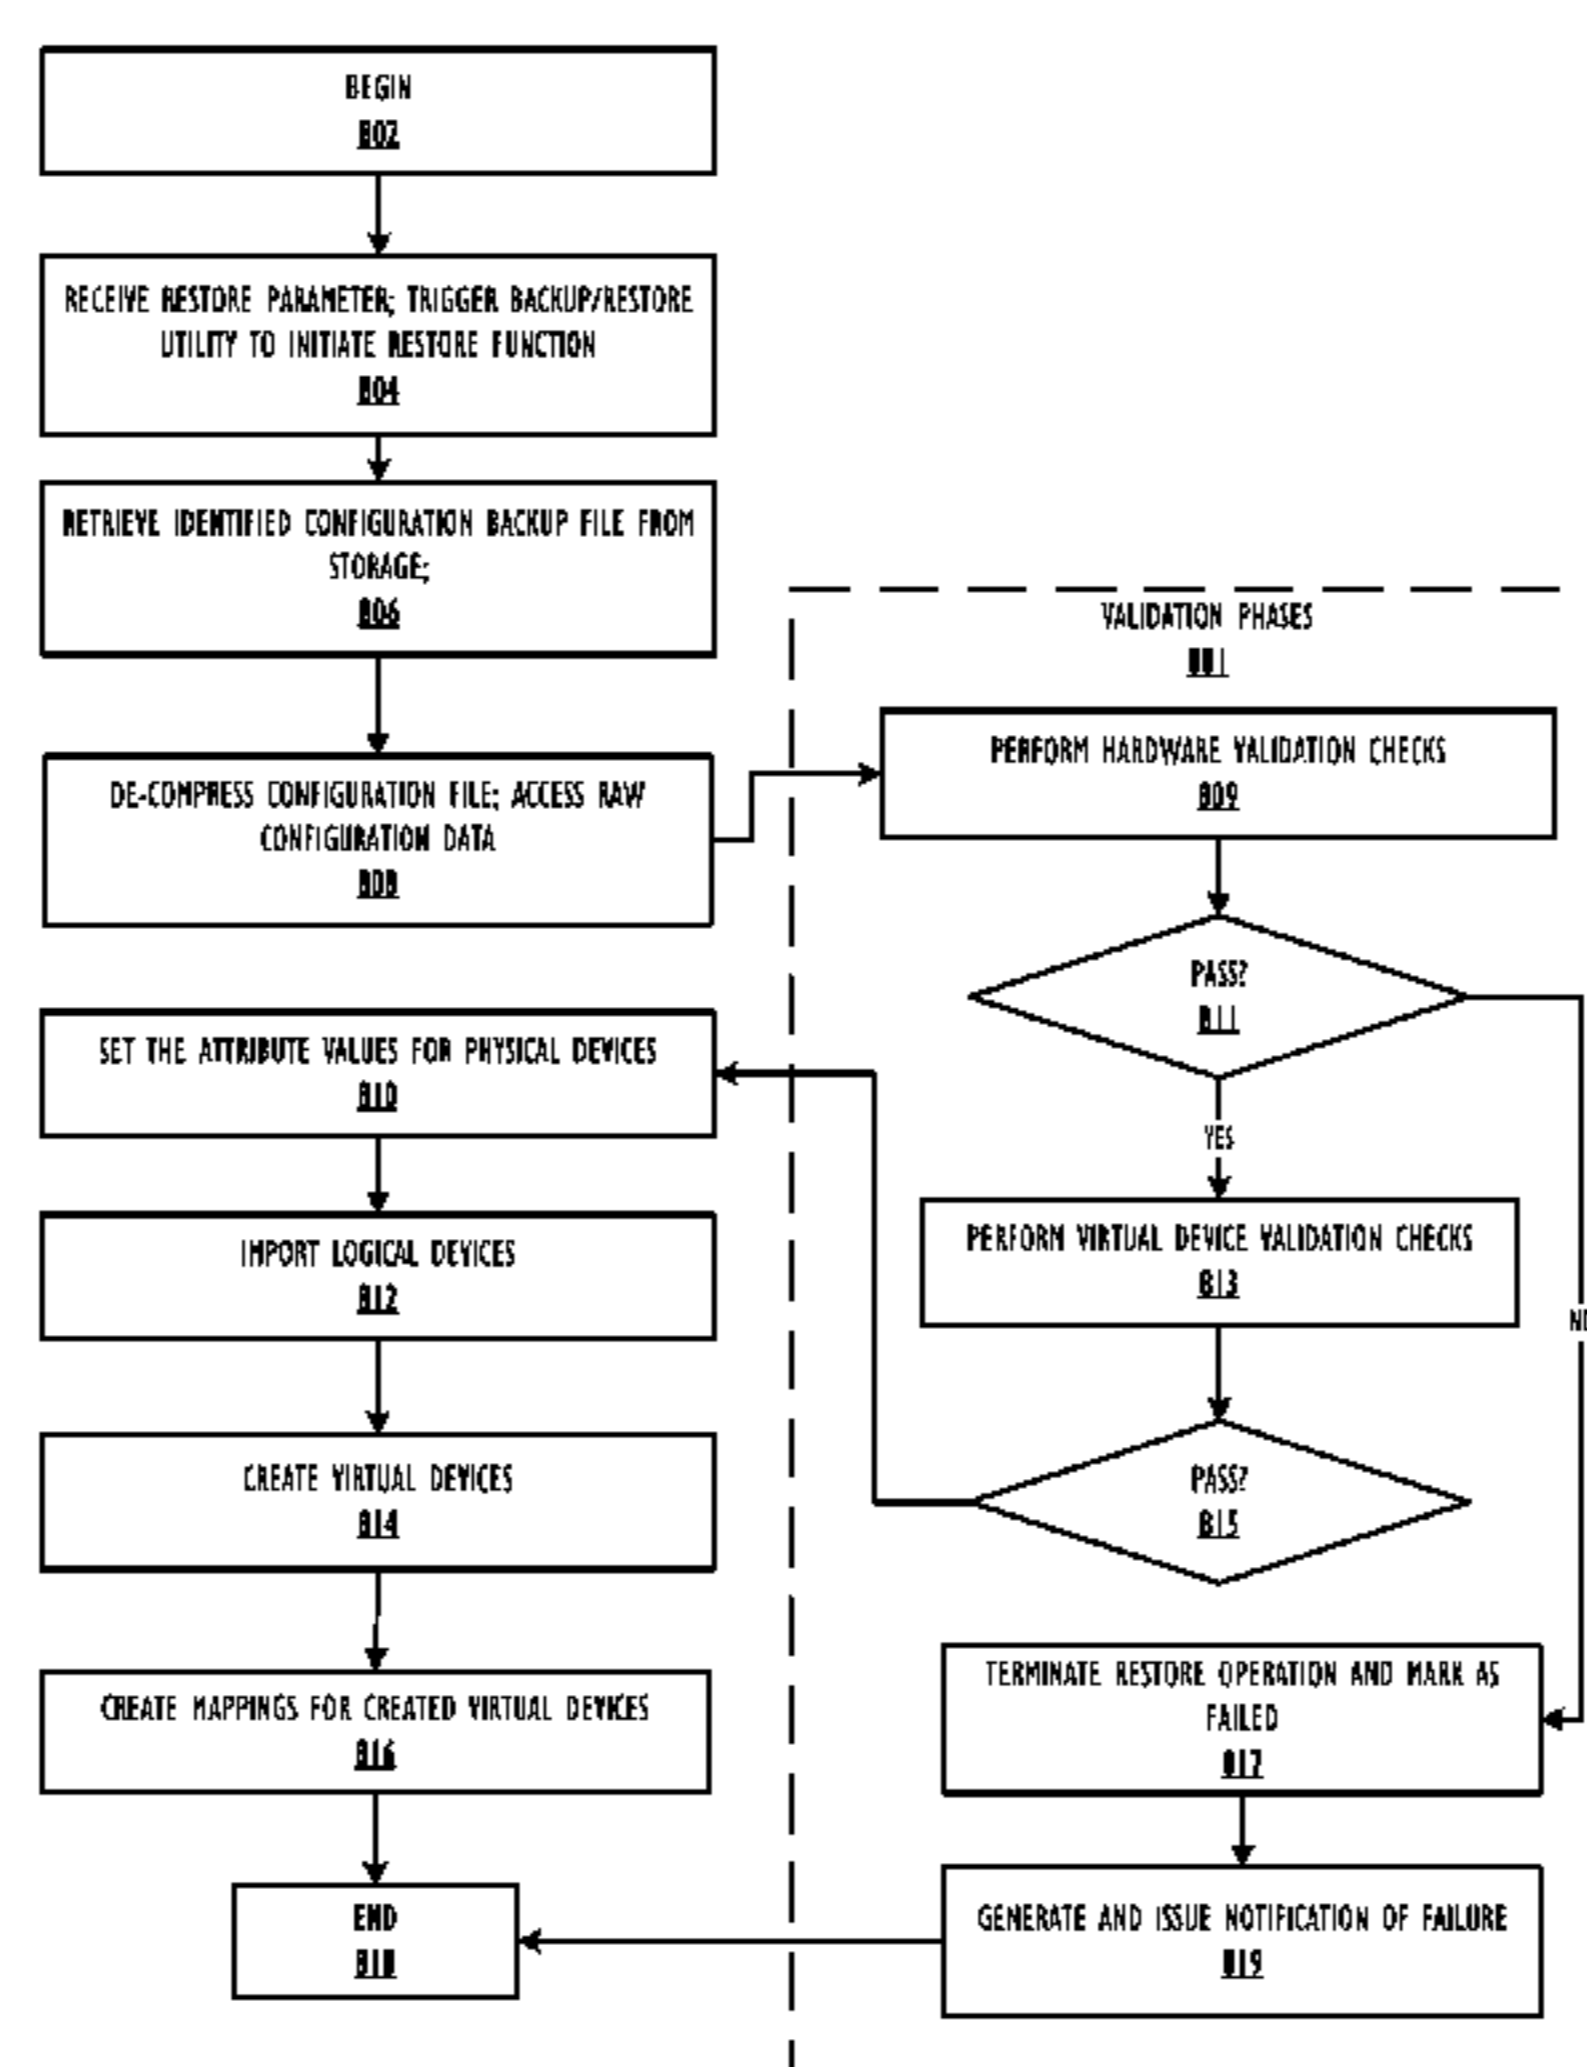 BEGIN
802
RECEIVE RESTORE PARAMETER; TRIGGER BACKUP/RESTORE
UTILITY TO INITIATE RESTORE FUNCTION
804
RETRIEVE IDENTIFIED CONFIGURATION BACKUP FILE FROM
STORAGE;
806
DE-COMPRESS CONFIGURATION FILE; ACCESS RAW
CONFIGURATION DATA
808
SET THE ATTRIBUTE VALUES FOR PHYSICAL DEVICES
810
IMPORT LOGICAL DEVICES
812
CREATE VIRTUAL DEVICES
814
CREATE MAPPINGS FOR CREATED VIRTUAL DEVICES
816
END
818
VALIDATION PHASES
801
PERFORM HARDWARE VALIDATION CHECKS
809
PASS?
811
YES
PERFORM VIRTUAL DEVICE VALIDATION CHECKS
813
PASS?
815
TERMINATE RESTORE OPERATION AND MARK AS
FAILED
817
GENERATE AND ISSUE NOTIFICATION OF FAILURE
819